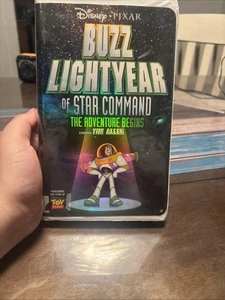 Disney · PIXAR
BUZZ
LIGHTYEAR
OF STAR COMMAND
THE ADVENTURE BEGINS
TIM ALLEN
TOY